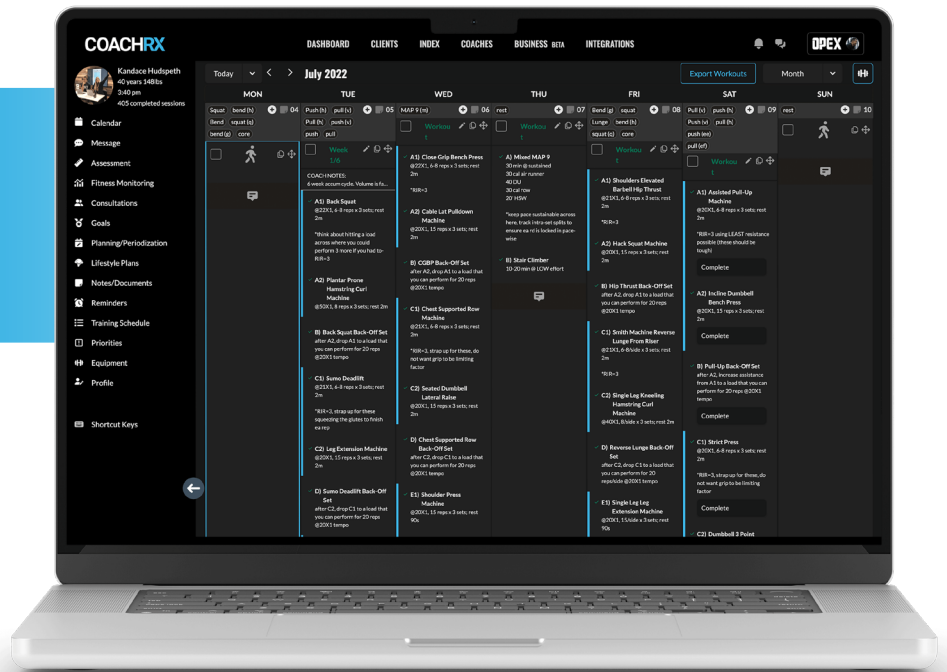 COACHRX
DASHBOARD CLIENTS INDEX COACHES BUSINESS BETA INTEGRATIONS
OPEX
Kandace Hudspeth
40 years 148lbs
3:40 pm
405 completed sessions
Calendar
Message
Assessment
Fitness Monitoring
Consultations
Goals
Planning/Periodization
Lifestyle Plans
Notes/Documents
Reminders
Training Schedule
Priorities
Equipment
Profile
Shortcut Keys
Today July 2022 Export Workouts Month
MON TUE WED THU FRI SAT SUN
Squat bend (h) 04
Bend squat (q)
bend (q) core
Push (h) pull (v) 05
Pull (h) push (v)
push pull
Week
1/6
COACH NOTES:
6 week accum cycle. Volume is fa...
A1) Back Squat
@22X1, 6-8 reps x 3 sets; rest
2m
*think about hitting a load
across where you could
perform 3 more if you had to-
RIR=3
A2) Plantar Prone
Hamstring Curl
Machine
@50X1, 8 reps x 3 sets; rest 2m
B) Back Squat Back-Off Set
after A2, drop A1 to a load that
you can perform for 20 reps
@20X1 tempo
C1) Sumo Deadlift
@21X1, 6-8 reps x 3 sets; rest
2m
*RIR=3, strap up for these
squeezing the glutes to finish
ea rep
C2) Leg Extension Machine
@20X1, 15 reps x 3 sets; rest
2m
D) Sumo Deadlift Back-Off
Set
after C2, drop C1 to a load that
you can perform for 20 reps
@20X1 tempo
MAP 9 (m) 06
Workou
t
A1) Close Grip Bench Press
@22X1, 6-8 reps x 3 sets; rest
2m
*RIR=3
A2) Cable Lat Pulldown
Machine
@20X1, 15 reps x 3 sets; rest
2m
B) CGBP Back-Off Set
after A2, drop A1 to a load that
you can perform for 20 reps
@20X1 tempo
C1) Chest Supported Row
Machine
@21X1, 6-8 reps x 3 sets; rest
2m
*RIR=3, strap up for these, do
not want grip to be limiting
factor
C2) Seated Dumbbell
Lateral Raise
@20X1, 15 reps x 3 sets; rest
2m
D) Chest Supported Row
Back-Off Set
after C2, drop C1 to a load that
you can perform for 20 reps
@20X1 tempo
E1) Shoulder Press
Machine
@20X1, 15 reps x 3 sets; rest
90s
rest 07
Workou
t
A) Mixed MAP 9
30 min @ sustained
30 cal air runner
40 DU
30 cal row
20' HSW
*keep pace sustainable across
here, track intra-set splits to
ensure ea rd is locked in pace-
wise
B) Stair Climber
10-20 min @ LOW effort
Bend (q) squat 08
Lunge bend (h)
squat (q) core
Workou
t
A1) Shoulders Elevated
Barbell Hip Thrust
@21X1, 6-8 reps x 3 sets; rest
2m
*RIR=3
A2) Hack Squat Machine
@20X1, 15 reps x 3 sets; rest
2m
B) Hip Thrust Back-Off Set
after A2, drop A1 to a load that
you can perform for 20 reps
@20X1 tempo
C1) Smith Machine Reverse
Lunge From Riser
@21X1, 6-8/side x 3 sets; rest
2m
*RIR=3
C2) Single Leg Kneeling
Hamstring Curl
Machine
@40X1, 8/side x 3 sets; rest 2m
D) Reverse Lunge Back-Off
Set
after C2, drop C1 to a load that
you can perform for 20
reps/side @20X1 tempo
E1) Single Leg Leg
Extension Machine
@20X1, 15/side x 3 sets; rest
90s
Pull (v) push (h) 09
Push (v) pull (h)
push (ee)
pull (ef)
Workou
t
A1) Assisted Pull-Up
Machine
@20X1, 6-8 reps x 3 sets; rest
2m
*RIR=3 using LEAST resistance
possible (these should be
tough)
Complete
A2) Incline Dumbbell
Bench Press
@20X1, 15 reps x 3 sets; rest
2m
Complete
B) Pull-Up Back-Off Set
after A2, increase assistance
from A1 to a load that you can
perform for 20 reps @20X1
tempo
Complete
C1) Strict Press
@20X1, 6-8 reps x 3 sets; rest
2m
*RIR=3, strap up for these, do
not want grip to be limiting
factor
Complete
C2) Dumbbell 3 Point
rest 10